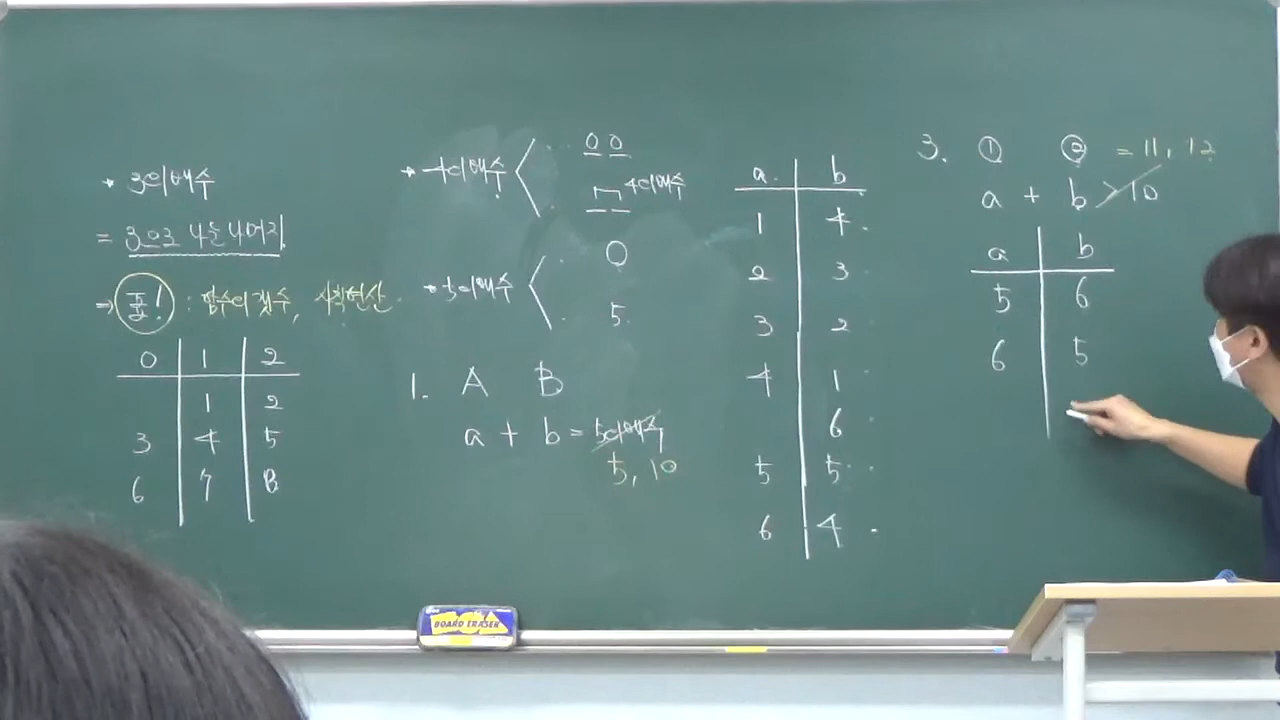 * 3의 배수
= 3으로 나눈 나머지
⇒ 표! : 함수의 갯수, 사칙연산
0 1 2
1 2
3 4 5
6 7 8
* 4의 배수
00
4의배수
* 5의 배수
0
5
1. A B
a + b = 5의배수
5, 10
a b
1 4
2 3
3 2
4 1
6
5 5
6 4
3. ① ② = 11, 12
a + b > 10
a b
5 6
6 5
BOARD ERASER